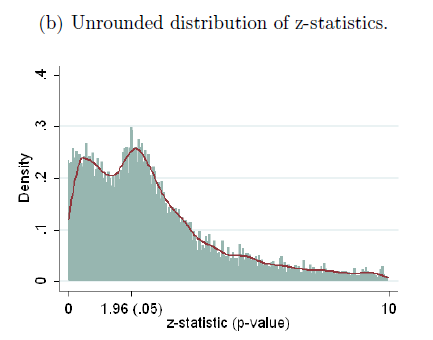 (b) Unrounded distribution of z-statistics.
.4
.3
.2
.1
0
Density
0 1.96 (.05) 10
z-statistic (p-value)